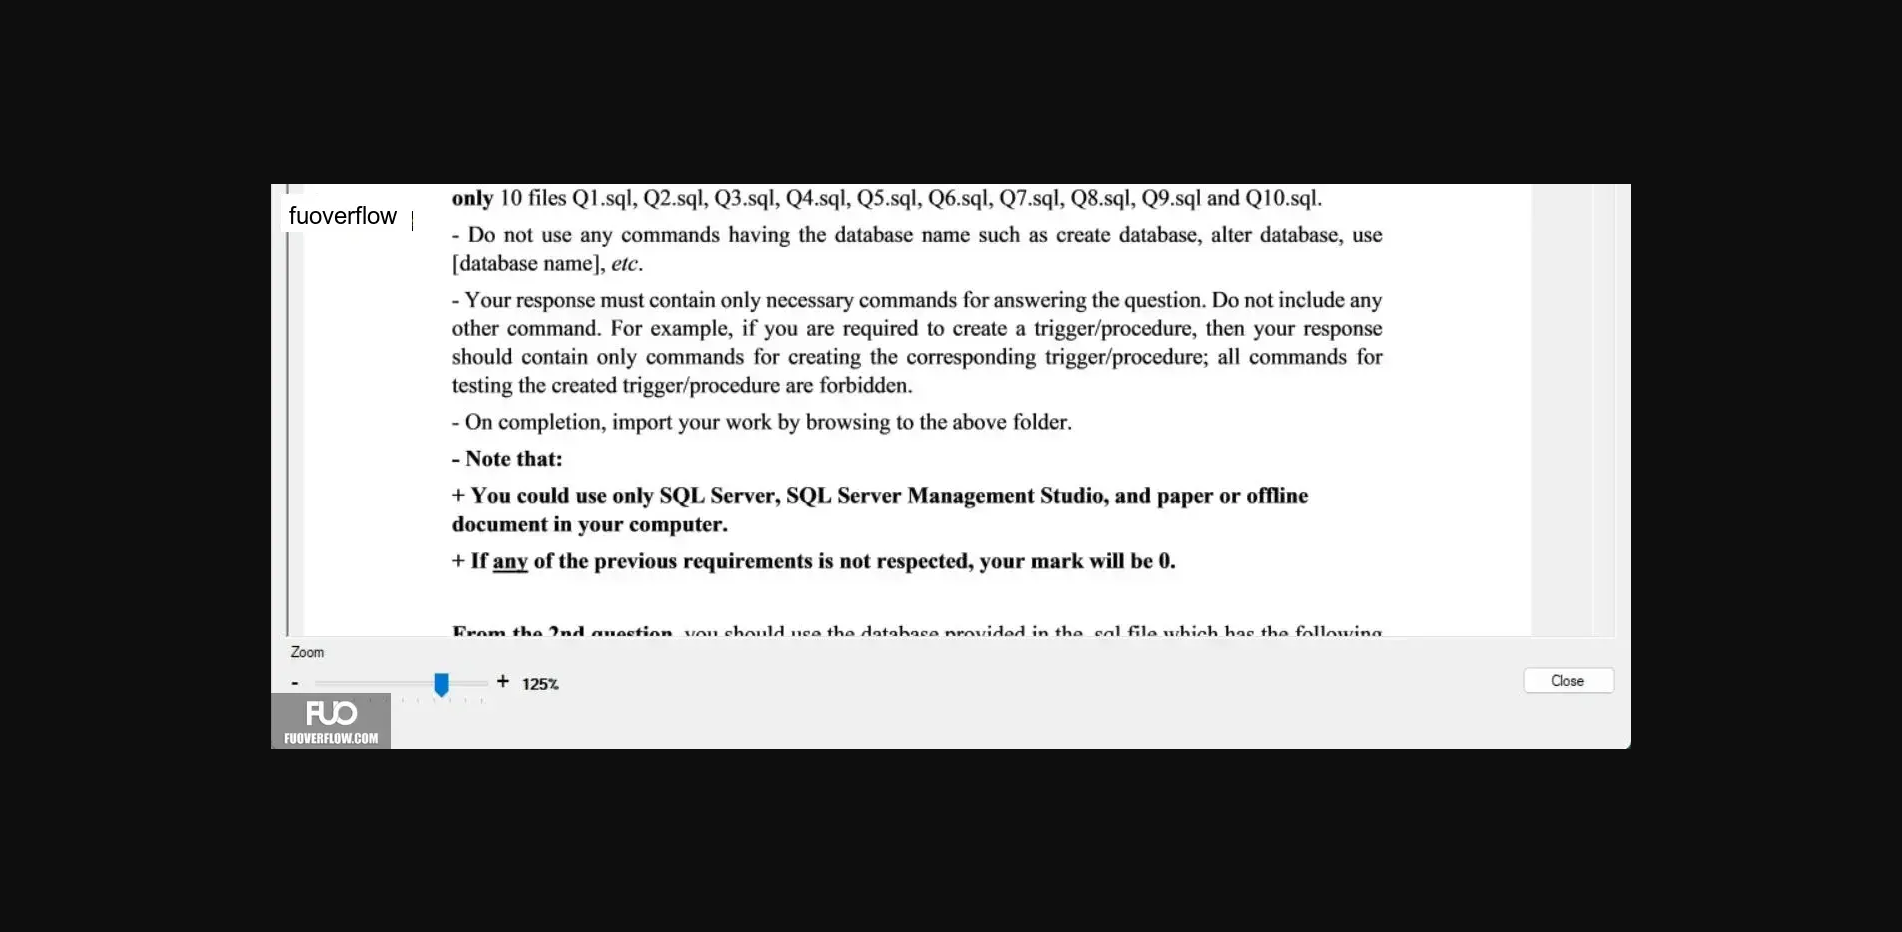 only 10 files Q1.sql, Q2.sql, Q3.sql, Q4.sql, Q5.sql, Q6.sql, Q7.sql, Q8.sql, Q9.sql and Q10.sql.
fuoverflow
- Do not use any commands having the database name such as create database, alter database, use
[database name], etc.
- Your response must contain only necessary commands for answering the question. Do not include any
other command. For example, if you are required to create a trigger/procedure, then your response
should contain only commands for creating the corresponding trigger/procedure; all commands for
testing the created trigger/procedure are forbidden.
- On completion, import your work by browsing to the above folder.
- Note that:
+ You could use only SQL Server, SQL Server Management Studio, and paper or offline
document in your computer.
+ If any of the previous requirements is not respected, your mark will be 0.
From the 2nd question, you should use the database provided in the .sql file which has the following
Zoom
- + 125%
Close
FUO
FUOVERFLOW.COM